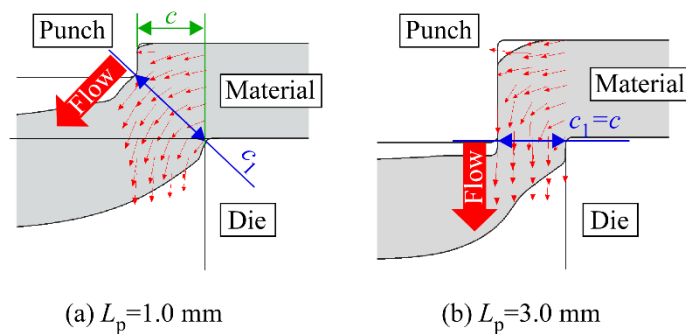 Punch
c
Flow
Material
c₁
Die
(a) Lₚ=1.0 mm
Punch
Material
c₁=c
Flow
Die
(b) Lₚ=3.0 mm